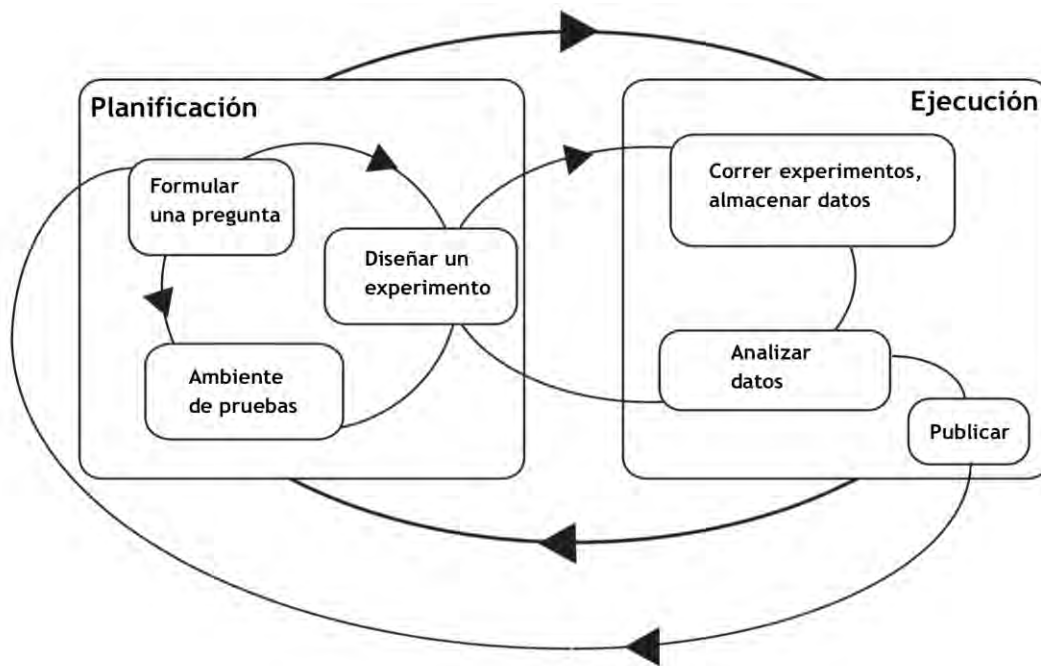 Planificación
Formular
una pregunta
Diseñar un
experimento
Ambiente
de pruebas
Ejecución
Correr experimentos,
almacenar datos
Analizar
datos
Publicar